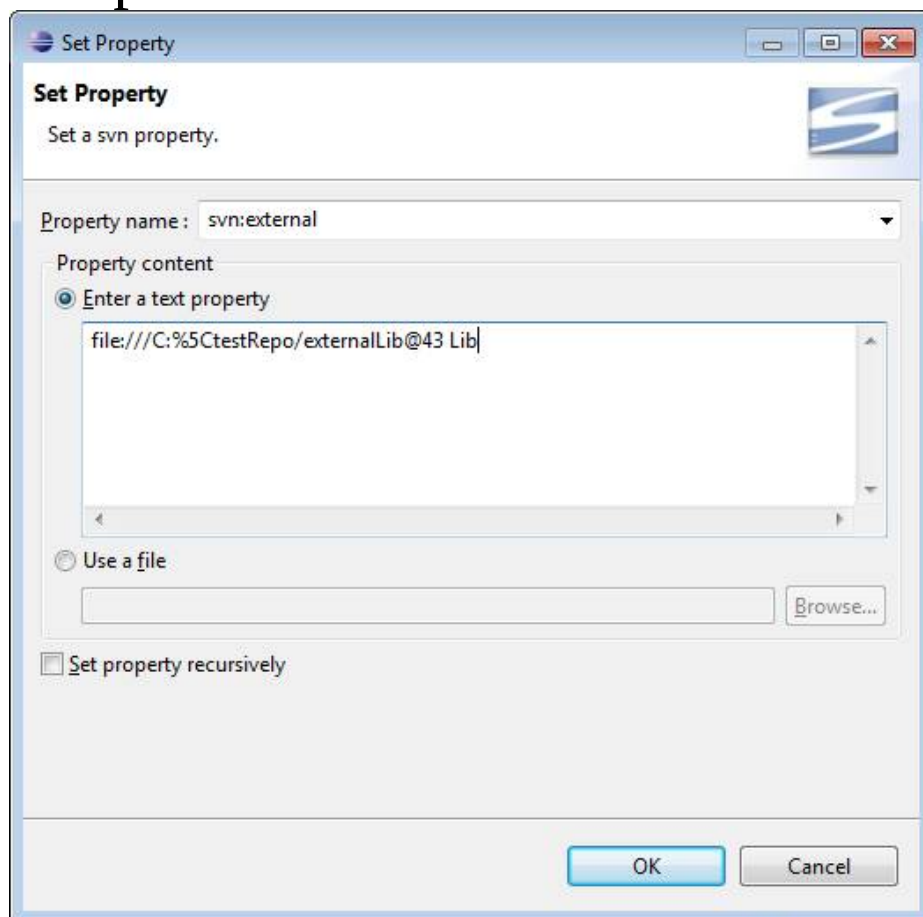 Set Property
Set Property
Set a svn property.
Property name : svn:external
Property content
Enter a text property
file:///C:%5CtestRepo/externalLib@43 Lib
Use a file
Browse...
Set property recursively
OK Cancel